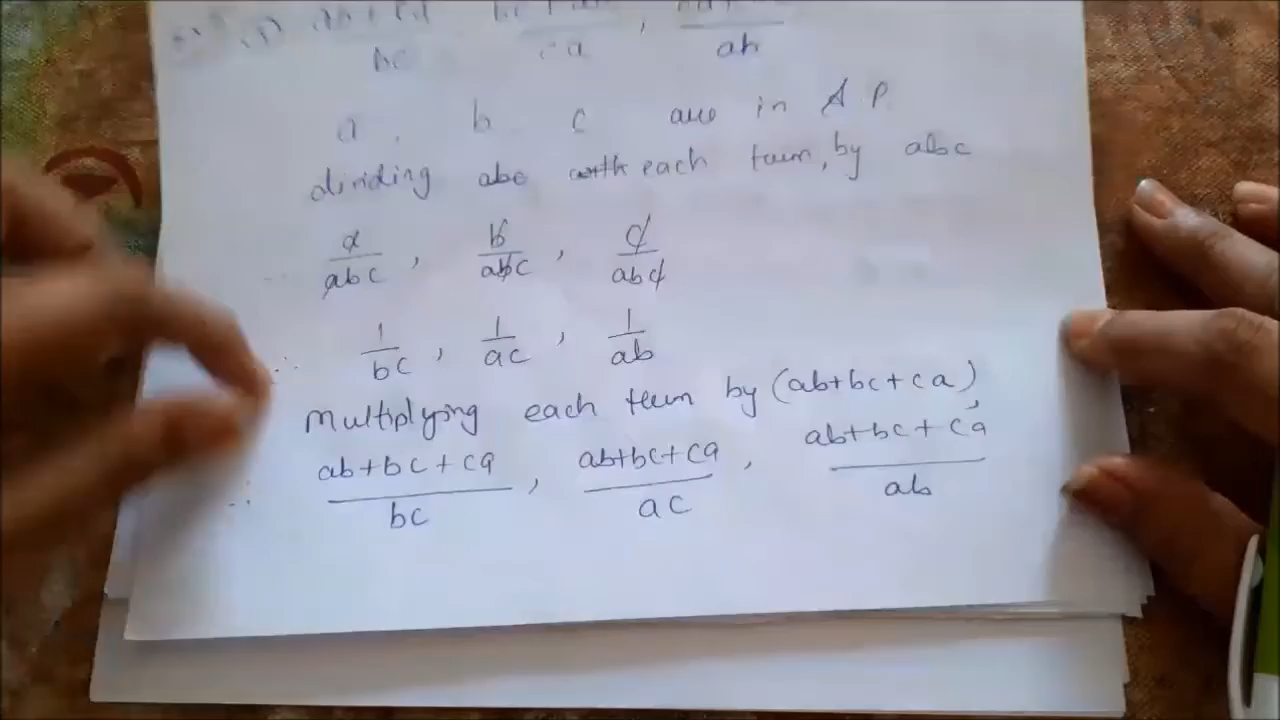 bc ca , ab
a , b c are in A P
dividing abc with each term, by abc
a/abc , b/abc , c/abc
∴ 1/bc , 1/ac , 1/ab
Multiplying each term by (ab+bc+ca),
∴ ab+bc+ca/bc , ab+bc+ca/ac , ab+bc+ca/ab